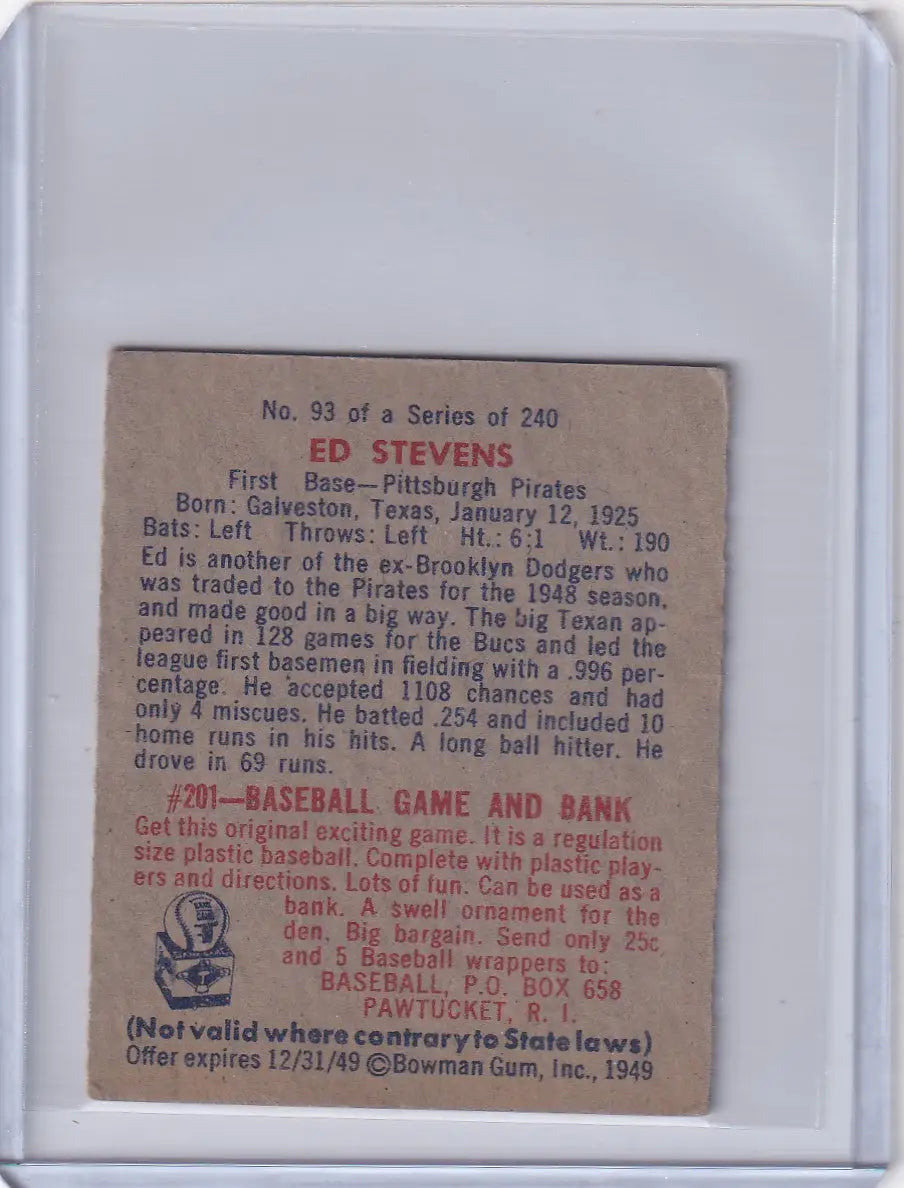 No. 93 of a Series of 240
ED STEVENS
First Base—Pittsburgh Pirates
Born: Galveston, Texas, January 12, 1925
Bats: Left Throws: Left Ht.: 6:1 Wt.: 190
Ed is another of the ex-Brooklyn Dodgers who
was traded to the Pirates for the 1948 season,
and made good in a big way. The big Texan ap-
peared in 128 games for the Bucs and led the
league first basemen in fielding with a .996 per-
centage. He accepted 1108 chances and had
only 4 miscues. He batted .254 and included 10
home runs in his hits. A long ball hitter. He
drove in 69 runs.
#201—BASEBALL GAME AND BANK
Get this original exciting game. It is a regulation
size plastic baseball. Complete with plastic play-
ers and directions. Lots of fun. Can be used as a
bank. A swell ornament for the
den. Big bargain. Send only 25c
and 5 Baseball wrappers to:
BASEBALL, P.O. BOX 658
PAWTUCKET, R. I.
(Not valid where contrary to State laws)
Offer expires 12/31/49 ©Bowman Gum, Inc., 1949